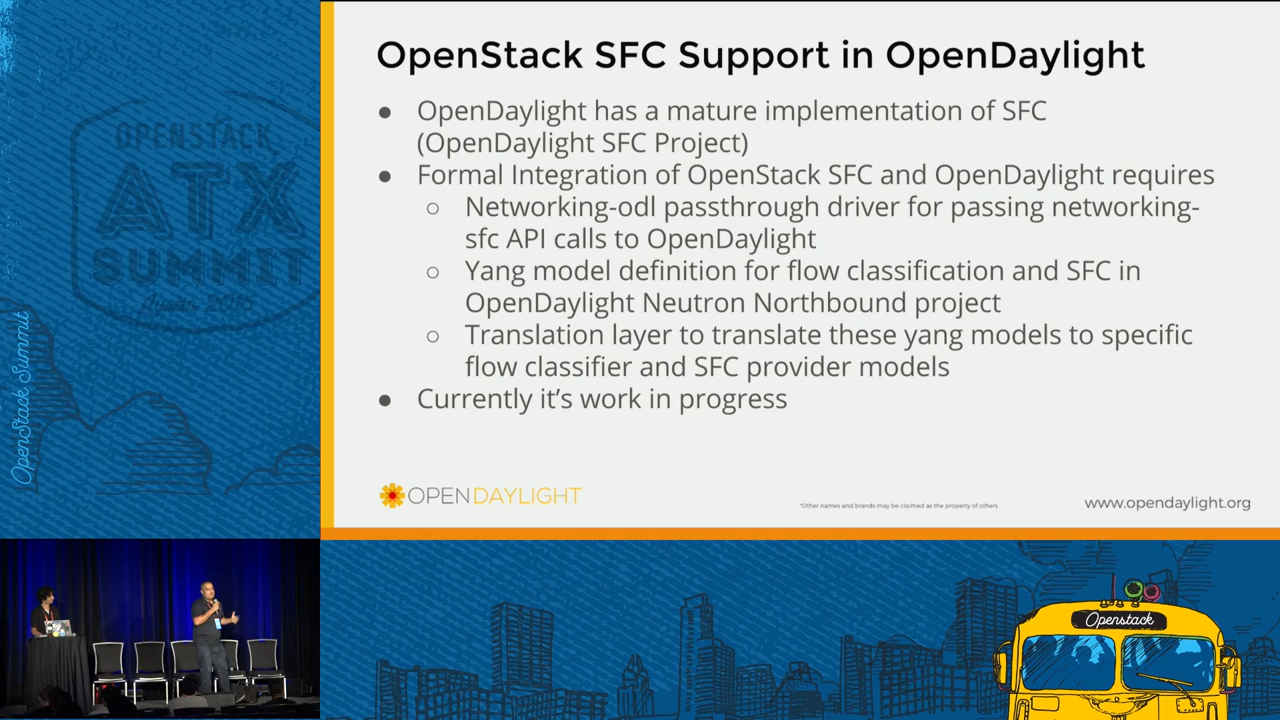 OpenStack SFC Support in OpenDaylight
● OpenDaylight has a mature implementation of SFC
(OpenDaylight SFC Project)
● Formal Integration of OpenStack SFC and OpenDaylight requires
○ Networking-odl passthrough driver for passing networking-
sfc API calls to OpenDaylight
○ Yang model definition for flow classification and SFC in
OpenDaylight Neutron Northbound project
○ Translation layer to translate these yang models to specific
flow classifier and SFC provider models
● Currently it's work in progress
OPENDAYLIGHT
*Other names and brands may be claimed as the property of others
www.opendaylight.org
OPENSTACK
ATX
SUMMIT
Austin 2016
OpenStack Summit
Openstack